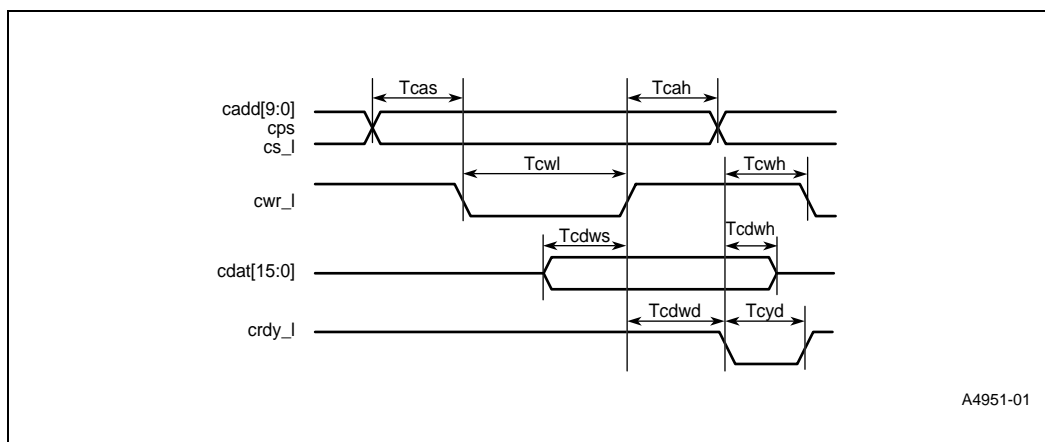 Tcas
Tcah
cadd[9:0]
cps
cs_l
Tcwl
Tcwh
cwr_l
Tcdws
Tcdwh
cdat[15:0]
Tcdwd
Tcyd
crdy_l
A4951-01